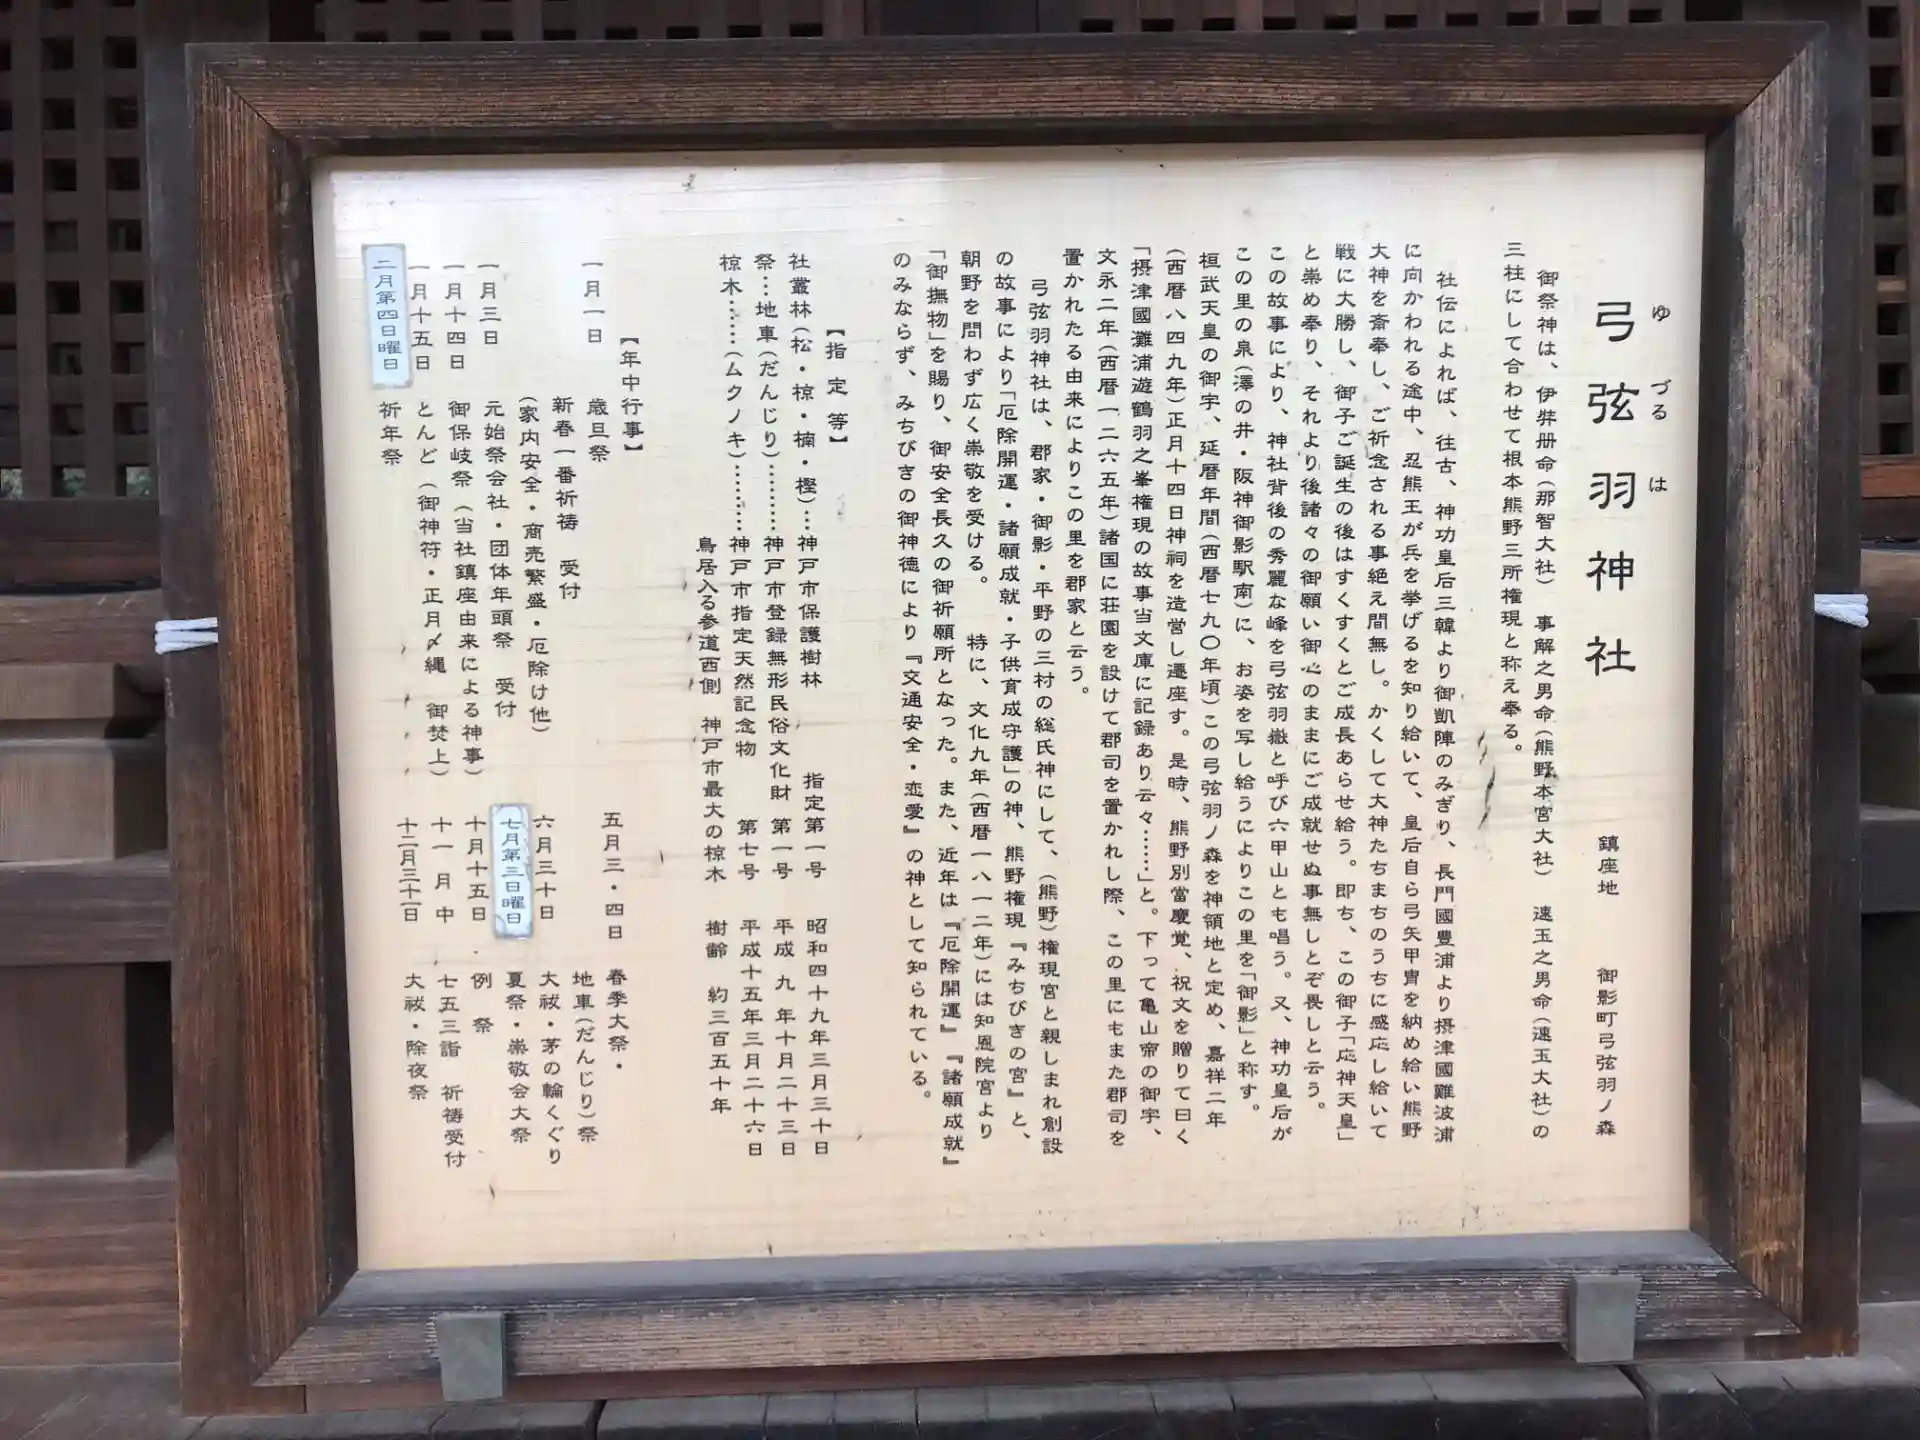 弓弦羽神社　鎮座地　御影町弓弦羽ノ森
ゆづるは
御祭神は、伊弉册命(那智大社)　事解之男命(熊野本宮大社)　速玉之男命(速玉大社)の
三柱にして合わせて根本熊野三所権現と称え奉る。
社伝によれば、往古、神功皇后三韓より御凱陣のみぎり、長門國豊浦より摂津國難波浦
に向かわれる途中、忍熊王が兵を挙げるを知り給いて、皇后自ら弓矢甲冑を納め給い熊野
大神を斎奉し、ご祈念される事絶え間無し。かくして大神たちまちのうちに感応し給いて
戦に大勝し、御子ご誕生の後はすくすくとご成長あらせ給う。即ち、この御子「応神天皇」
と崇め奉り、それより後諸々の御願い御心のままにご成就せぬ事無しとぞ畏しと云う。
この故事により、神社背後の秀麗な峰を弓弦羽嶽と呼び六甲山とも唱う。又、神功皇后が
この里の泉(澤の井・阪神御影駅南)に、お姿を写し給うによりこの里を「御影」と称す。
桓武天皇の御宇、延暦年間(西暦七九〇年頃)この弓弦羽ノ森を神領地と定め、嘉祥二年
(西暦八四九年)正月十四日神祠を造営し遷座す。是時、熊野別當慶覚、祝文を贈りて曰く
「摂津國灘浦遊鶴羽之峯権現の故事当文庫に記録あり云々……」と。下って亀山帝の御宇、
文永二年(西暦一二六五年)諸国に荘園を設けて郡司を置かれし際、この里にもまた郡司を
置かれたる由来によりこの里を郡家と云う。
弓弦羽神社は、郡家・御影・平野の三村の総氏神にして、(熊野)権現宮と親しまれ創設
の故事により「厄除開運・諸願成就・子供育成守護」の神、熊野権現『みちびきの宮』と、
朝野を問わず広く崇敬を受ける。　特に、文化九年(西暦一八一二年)には知恩院宮より
「御撫物」を賜り、御安全長久の御祈願所となった。また、近年は『厄除開運』『諸願成就』
のみならず、みちびきの御神徳により『交通安全・恋愛』の神として知られている。
【指定等】
社叢林(松・椋・楠・樫)…神戸市保護樹林　指定第一号　昭和四十九年三月三十日
祭…地車(だんじり)………神戸市登録無形民俗文化財　第一号　平成　九　年十月二十三日
椋木……(ムクノキ)………神戸市指定天然記念物　第七号　平成十五年三月二十六日
鳥居入る参道西側　神戸市最大の椋木　樹齢　約三百五十年
【年中行事】
一月一日　歳旦祭
新春一番祈祷　受付
(家内安全・商売繁盛・厄除け他)
一月三日　元始祭会社・団体年頭祭　受付
一月十四日　御保岐祭(当社鎮座由来による神事)
一月十五日　とんど(御神符・正月〆縄　御焚上)
二月第四日曜日　祈年祭
五月三・四日　春季大祭・
地車(だんじり)祭
六月三十日　大祓・茅の輪くぐり
七月第三日曜日　夏祭・崇敬会大祭
十月十五日　例　祭
十一月中　七五三詣　祈祷受付
十二月三十一日　大祓・除夜祭